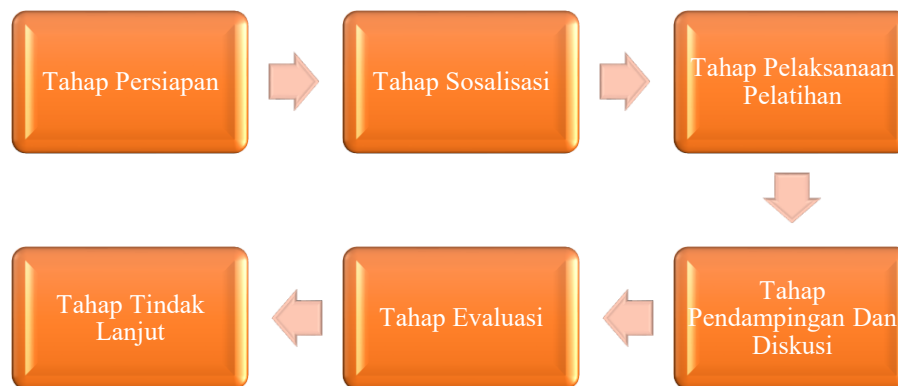 Tahap Persiapan
Tahap Sosalisasi
Tahap Pelaksanaan
Pelatihan
Tahap
Pendampingan Dan
Diskusi
Tahap Evaluasi
Tahap Tindak
Lanjut